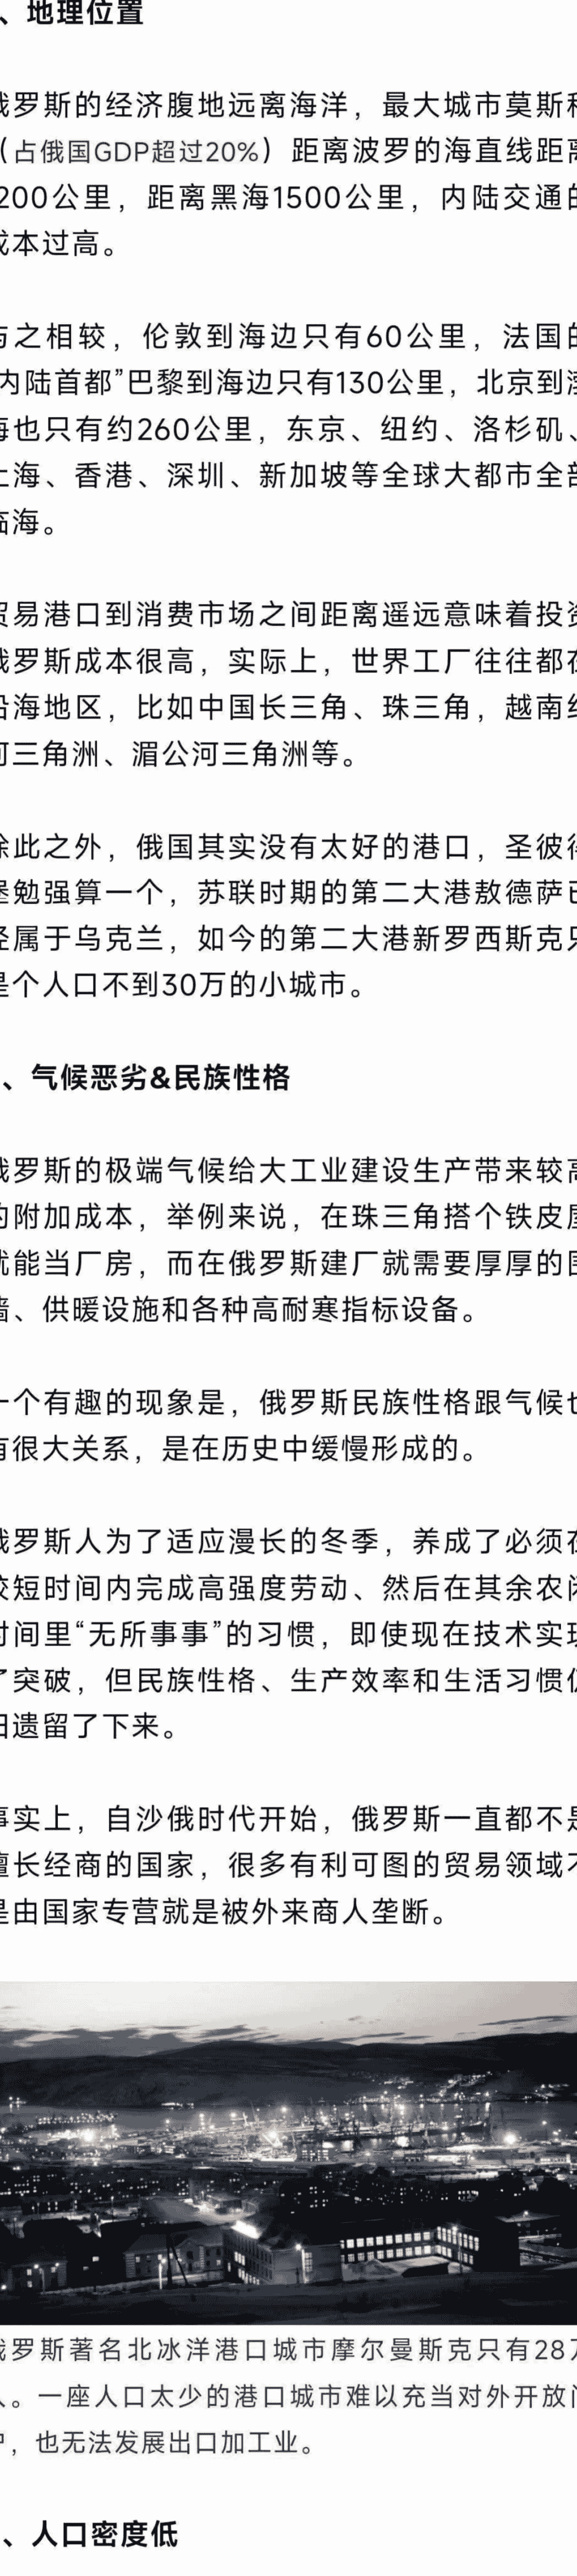 、地理位置
俄罗斯的经济腹地远离海洋，最大城市莫斯科
（占俄国GDP超过20%）距离波罗的海直线距离
200公里，距离黑海1500公里，内陆交通的
成本过高。
与之相较，伦敦到海边只有60公里，法国的
内陆首都”巴黎到海边只有130公里，北京到渤
海也只有约260公里，东京、纽约、洛杉矶、
上海、香港、深圳、新加坡等全球大都市全部
临海。
贸易港口到消费市场之间距离遥远意味着投资
俄罗斯成本很高，实际上，世界工厂往往都在
沿海地区，比如中国长三角、珠三角，越南红
河三角洲、湄公河三角洲等。
除此之外，俄国其实没有太好的港口，圣彼得
堡勉强算一个，苏联时期的第二大港敖德萨已
经属于乌克兰，如今的第二大港新罗西斯克只
是个人口不到30万的小城市。
、气候恶劣&民族性格
俄罗斯的极端气候给大工业建设生产带来较高
的附加成本，举例来说，在珠三角搭个铁皮屋
就能当厂房，而在俄罗斯建厂就需要厚厚的围
墙、供暖设施和各种高耐寒指标设备。
一个有趣的现象是，俄罗斯民族性格跟气候也
有很大关系，是在历史中缓慢形成的。
俄罗斯人为了适应漫长的冬季，养成了必须在
较短时间内完成高强度劳动、然后在其余农闲
时间里“无所事事”的习惯，即使现在技术实现
了突破，但民族性格、生产效率和生活习惯仍
旧遗留了下来。
事实上，自沙俄时代开始，俄罗斯一直都不是
擅长经商的国家，很多有利可图的贸易领域不
是由国家专营就是被外来商人垄断。
俄罗斯著名北冰洋港口城市摩尔曼斯克只有28万
人。一座人口太少的港口城市难以充当对外开放门
户，也无法发展出口加工业。
、人口密度低